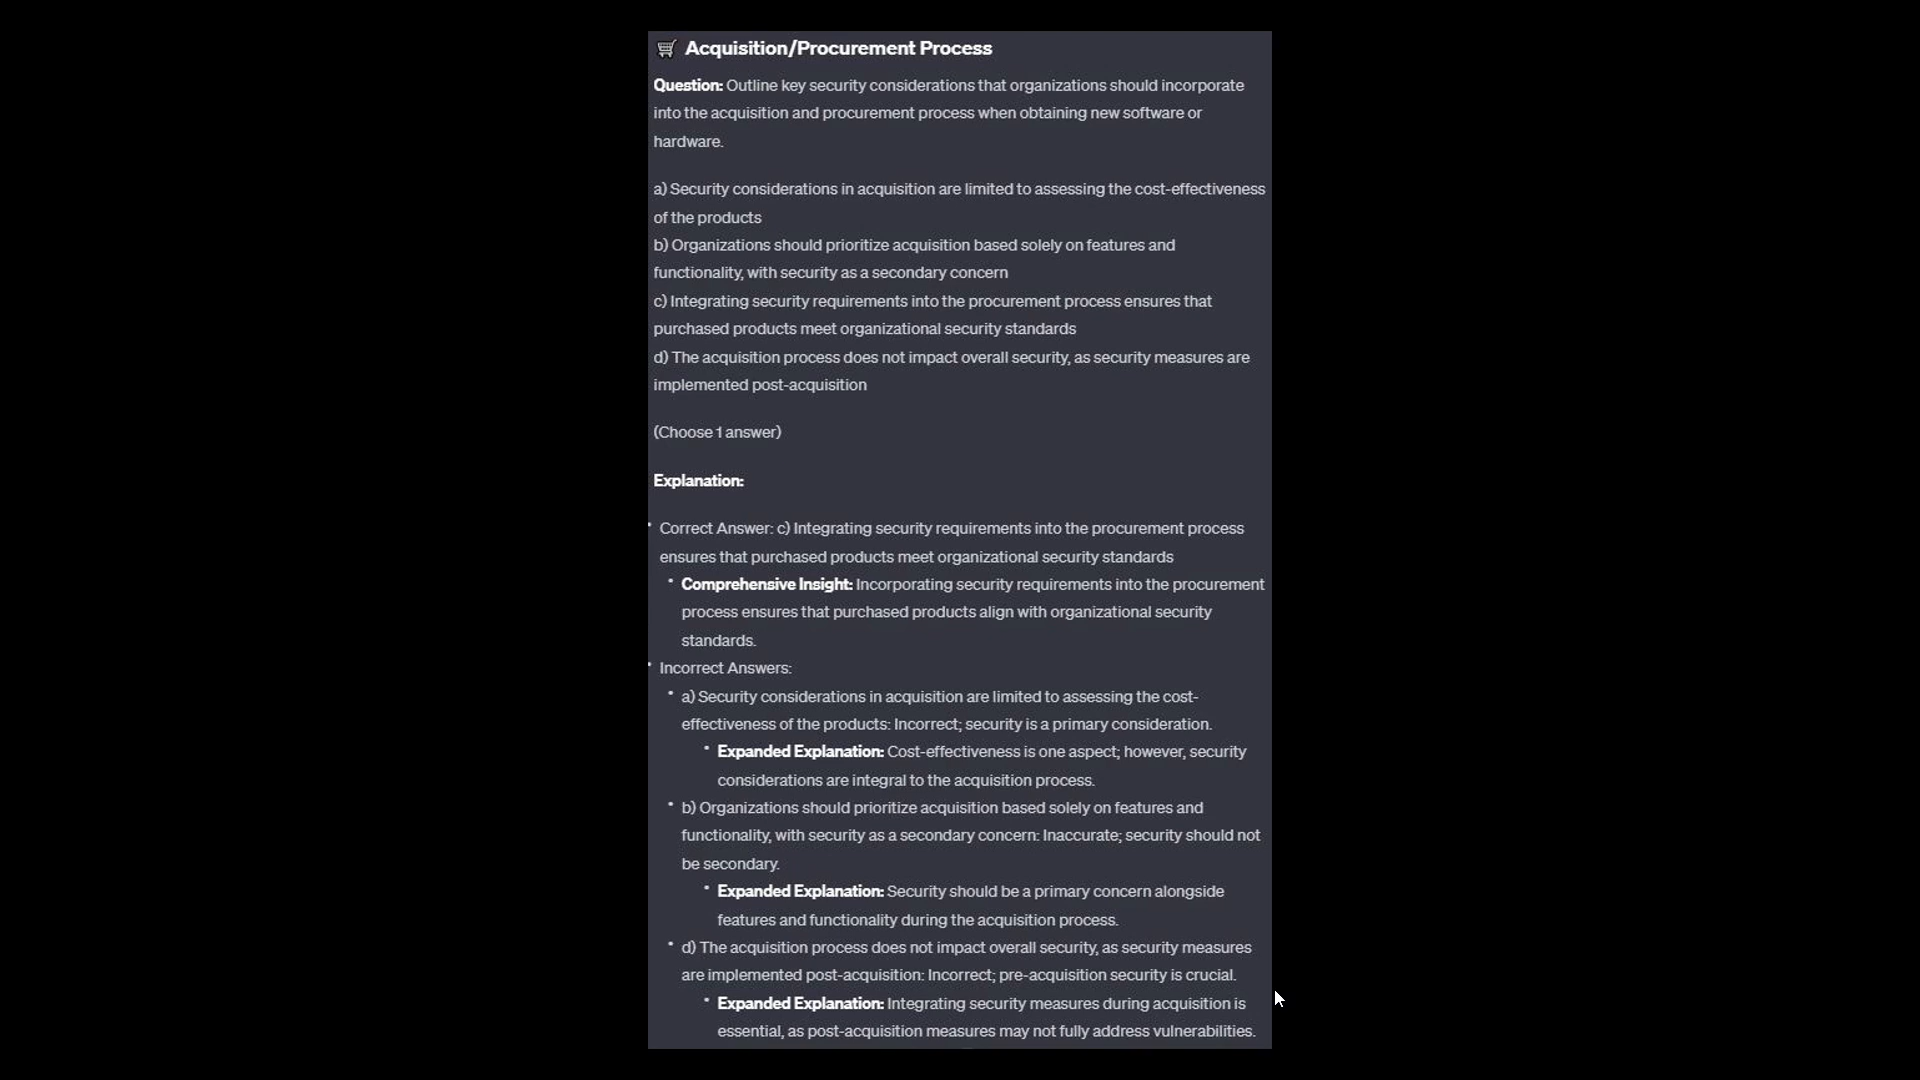 Acquisition/Procurement Process
Question: Outline key security considerations that organizations should incorporate
into the acquisition and procurement process when obtaining new software or
hardware.
a) Security considerations in acquisition are limited to assessing the cost-effectiveness
of the products
b) Organizations should prioritize acquisition based solely on features and
functionality, with security as a secondary concern
c) Integrating security requirements into the procurement process ensures that
purchased products meet organizational security standards
d) The acquisition process does not impact overall security, as security measures are
implemented post-acquisition
(Choose 1 answer)
Explanation:
• Correct Answer: c) Integrating security requirements into the procurement process
ensures that purchased products meet organizational security standards
• Comprehensive Insight: Incorporating security requirements into the procurement
process ensures that purchased products align with organizational security
standards.
• Incorrect Answers:
• a) Security considerations in acquisition are limited to assessing the cost-
effectiveness of the products: Incorrect; security is a primary consideration.
• Expanded Explanation: Cost-effectiveness is one aspect; however, security
considerations are integral to the acquisition process.
• b) Organizations should prioritize acquisition based solely on features and
functionality, with security as a secondary concern: Inaccurate; security should not
be secondary.
• Expanded Explanation: Security should be a primary concern alongside
features and functionality during the acquisition process.
• d) The acquisition process does not impact overall security, as security measures
are implemented post-acquisition: Incorrect; pre-acquisition security is crucial.
• Expanded Explanation: Integrating security measures during acquisition is
essential, as post-acquisition measures may not fully address vulnerabilities.